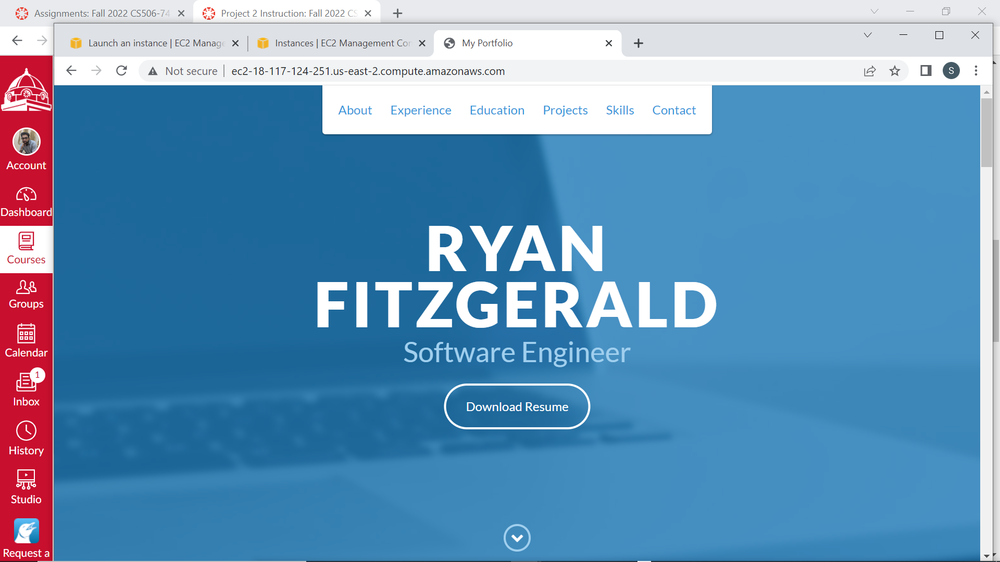 Assignments: Fall 2022 CS506-74
Project 2 Instruction: Fall 2022 CS
Launch an instance | EC2 Manage
Instances | EC2 Management Con
My Portfolio
Not secure
ec2-18-117-124-251.us-east-2.compute.amazonaws.com
S
About
Experience
Education
Projects
Skills
Contact
Account
Dashboard
Courses
Groups
Calendar
1
Inbox
History
Studio
Request a
RYAN
FITZGERALD
Software Engineer
Download Resume